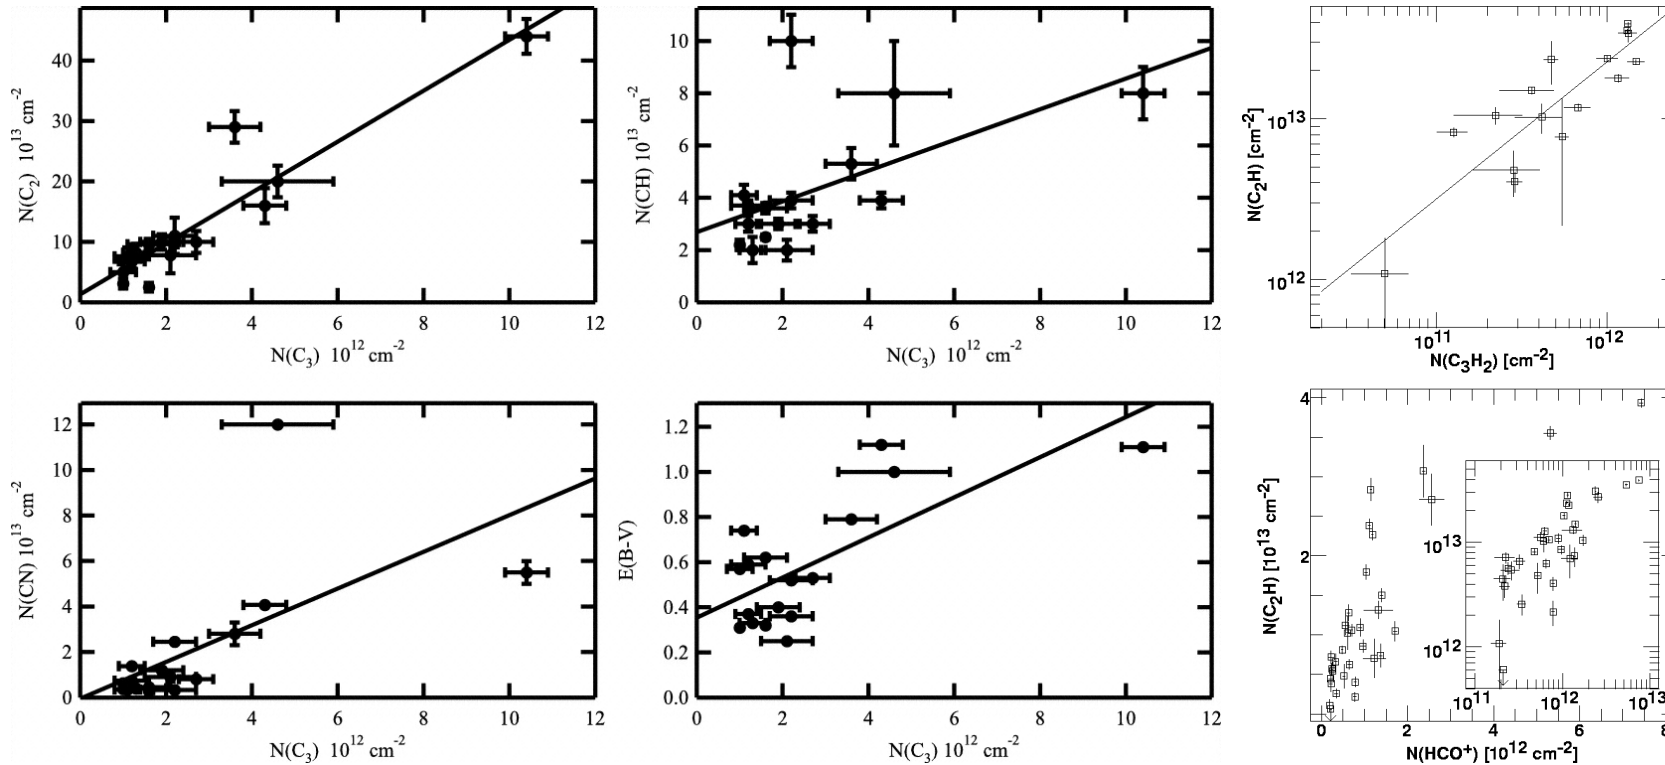 N(C2) 10^13 cm^-2
40
30
20
10
0
0 2 4 6 8 10 12
N(C3) 10^12 cm^-2
N(CH) 10^13 cm^-2
10
8
6
4
2
0
0 2 4 6 8 10 12
N(C3) 10^12 cm^-2
N(C2H) [cm^-2]
10^13
10^12
10^11 10^12
N(C3H2) [cm^-2]
N(CN) 10^13 cm^-2
12
10
8
6
4
2
0
0 2 4 6 8 10 12
N(C3) 10^12 cm^-2
E(B-V)
1.2
1.0
0.8
0.6
0.4
0.2
0.0
0 2 4 6 8 10 12
N(C3) 10^12 cm^-2
N(C2H) [10^13 cm^-2]
4
2
10^13
10^12
10^11 10^12 10^13
0 2 4 6 8
N(HCO+) [10^12 cm^-2]